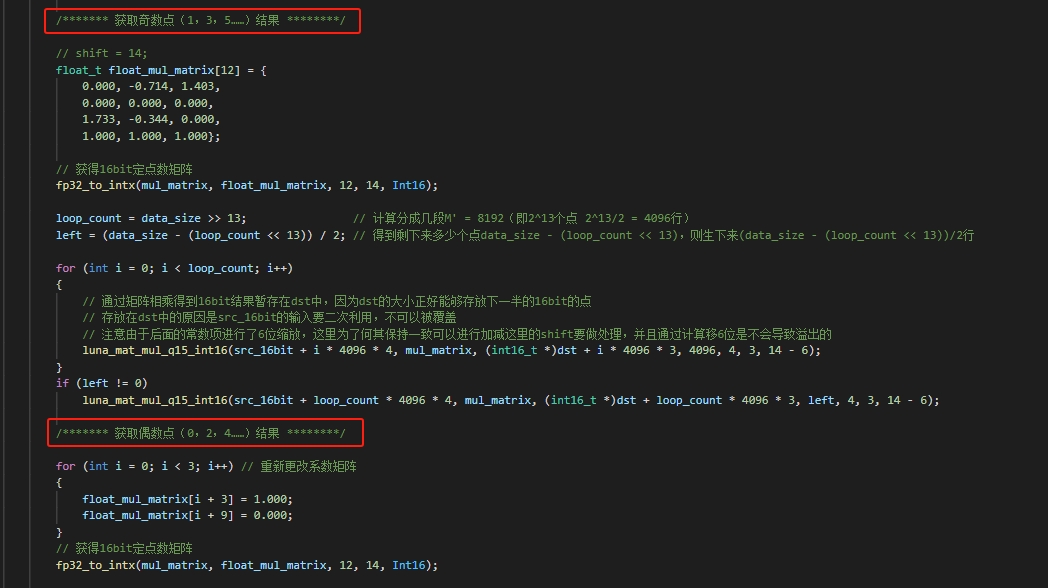 /******* 获取奇数点（1，3，5……）结果 ********/
// shift = 14;
float_t float_mul_matrix[12] = {
0.000, -0.714, 1.403,
0.000, 0.000, 0.000,
1.733, -0.344, 0.000,
1.000, 1.000, 1.000};
// 获得16bit定点数矩阵
fp32_to_intx(mul_matrix, float_mul_matrix, 12, 14, Int16);
loop_count = data_size >> 13; // 计算分成几段M' = 8192（即2^13个点 2^13/2 = 4096行）
left = (data_size - (loop_count << 13)) / 2; // 得到剩下来多少个点data_size - (loop_count << 13)，则生下来(data_size - (loop_count << 13))/2行
for (int i = 0; i < loop_count; i++)
{
// 通过矩阵相乘得到16bit结果暂存在dst中，因为dst的大小正好能够存放下一半的16bit的点
// 存放在dst中的原因是src_16bit的输入要二次利用，不可以被覆盖
// 注意由于后面的常数项进行了6位缩放，这里为了何其保持一致可以进行加减这里的shift要做处理，并且通过计算移6位是不会导致溢出的
luna_mat_mul_q15_int16(src_16bit + i * 4096 * 4, mul_matrix, (int16_t *)dst + i * 4096 * 3, 4096, 4, 3, 14 - 6);
}
if (left != 0)
luna_mat_mul_q15_int16(src_16bit + loop_count * 4096 * 4, mul_matrix, (int16_t *)dst + loop_count * 4096 * 3, left, 4, 3, 14 - 6);
/******* 获取偶数点（0，2，4……）结果 ********/
for (int i = 0; i < 3; i++) // 重新更改系数矩阵
{
float_mul_matrix[i + 3] = 1.000;
float_mul_matrix[i + 9] = 0.000;
}
// 获得16bit定点数矩阵
fp32_to_intx(mul_matrix, float_mul_matrix, 12, 14, Int16);